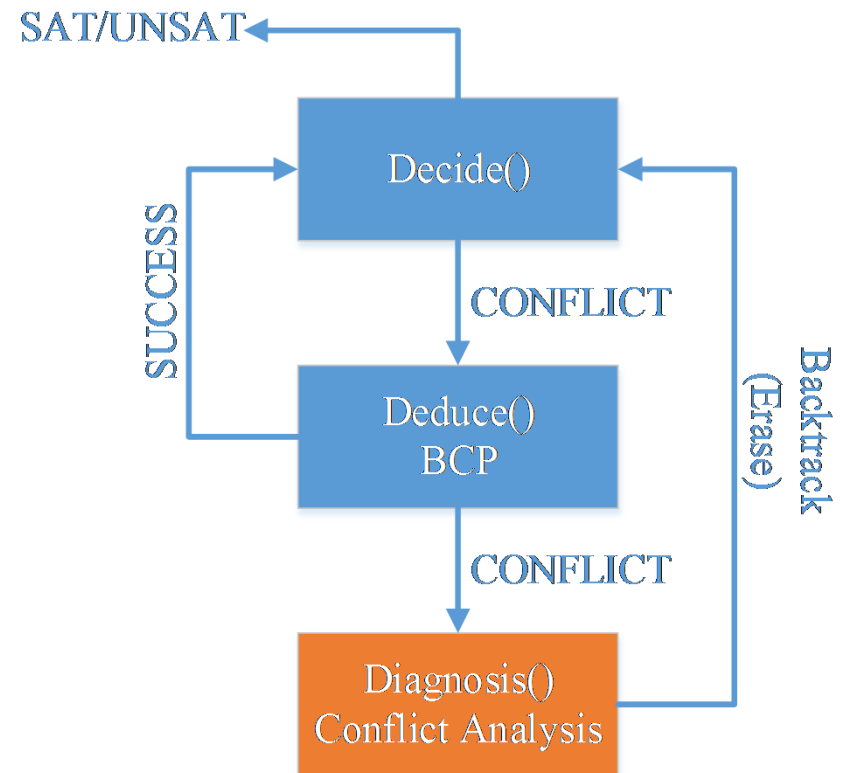 SAT/UNSAT
Decide()
SUCCESS
CONFLICT
Deduce()
BCP
Backtrack
(Erase)
CONFLICT
Diagnosis()
Conflict Analysis